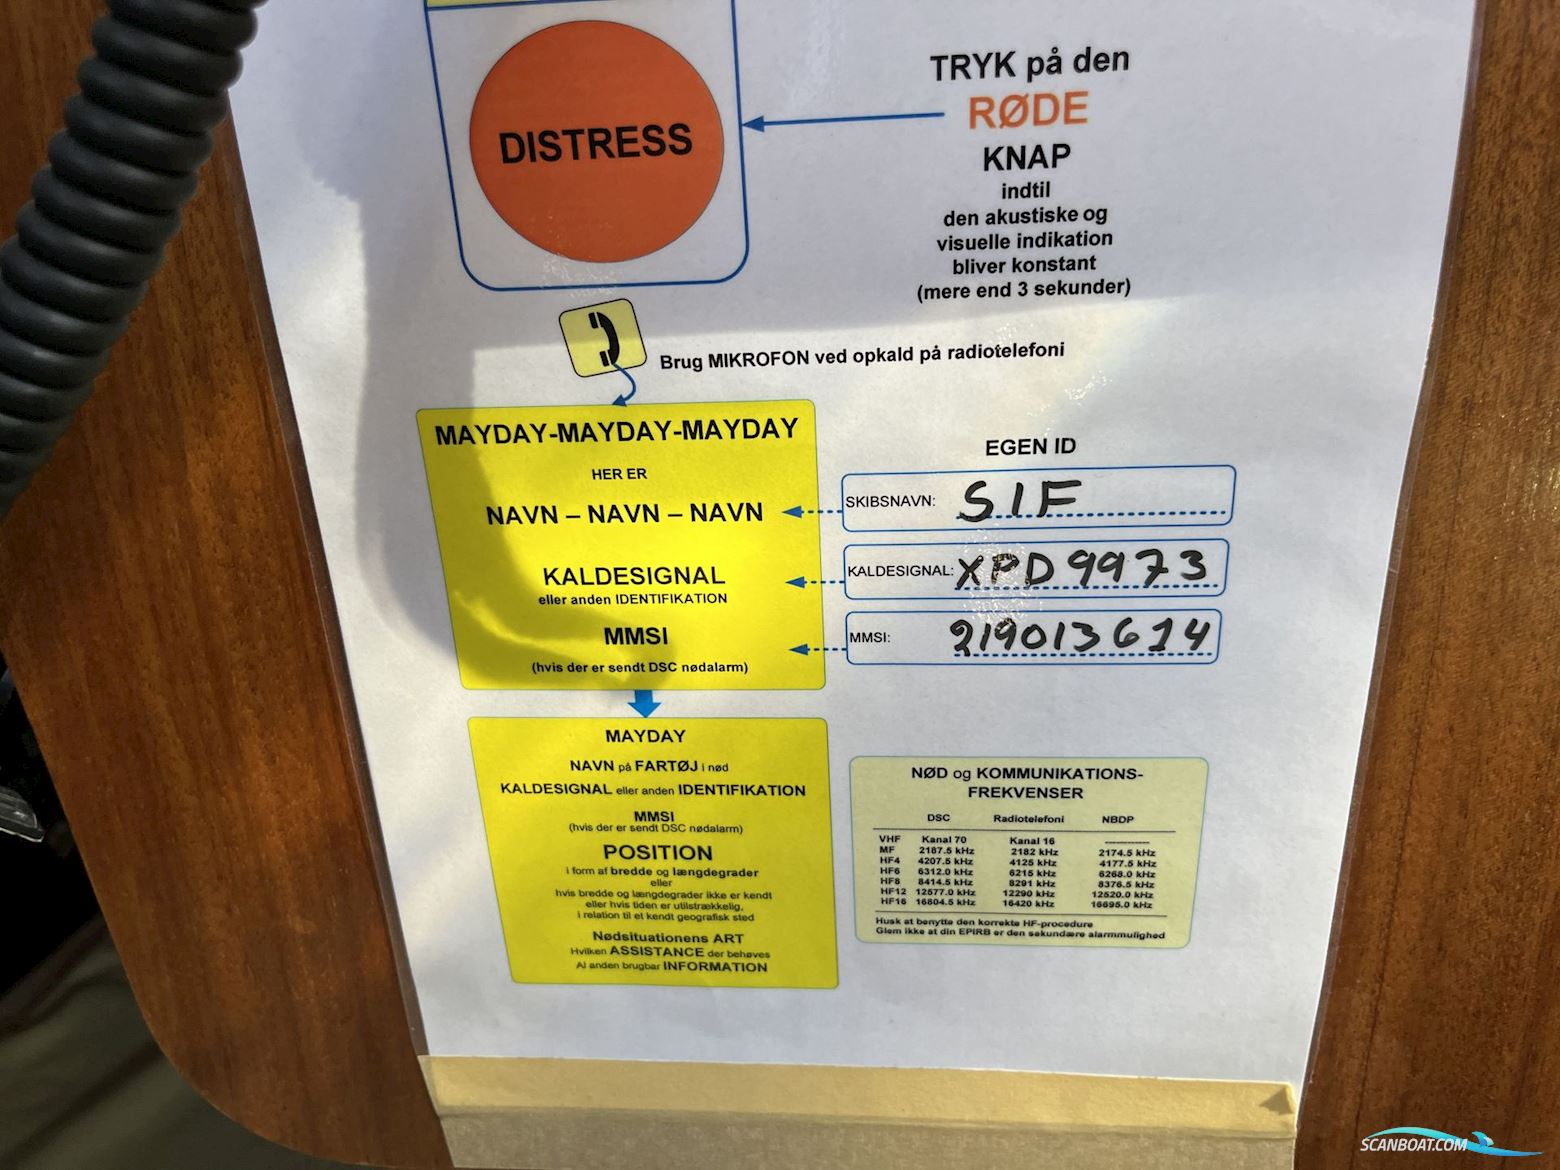 DISTRESS
TRYK på den
RØDE
KNAP
indtil
den akustiske og
visuelle indikation
bliver konstant
(mere end 3 sekunder)
Brug MIKROFON ved opkald på radiotelefoni
MAYDAY-MAYDAY-MAYDAY
HER ER
NAVN – NAVN – NAVN
KALDESIGNAL
eller anden IDENTIFIKATION
MMSI
(hvis der er sendt DSC nødalarm)
EGEN ID
SKIBSNAVN: SIF
KALDESIGNAL: XPD9973
MMSI: 219013614
MAYDAY
NAVN på FARTØJ i nød
KALDESIGNAL eller anden IDENTIFIKATION
MMSI
(hvis der er sendt DSC nødalarm)
POSITION
i form af bredde og længdegrader
eller
hvis bredde og længdegrader ikke er kendt
eller hvis tiden er utilstrækkelig,
i relation til et kendt geografisk sted
Nødsituationens ART
Hvilken ASSISTANCE der behøves
Al anden brugbar INFORMATION
NØD og KOMMUNIKATIONS-
FREKVENSER
DSC Radiotelefoni NBDP
VHF Kanal 70 Kanal 16 ------------
MF 2187.5 kHz 2182 kHz 2174.5 kHz
HF4 4207.5 kHz 4125 kHz 4177.5 kHz
HF6 6312.0 kHz 6215 kHz 6268.0 kHz
HF8 8414.5 kHz 8291 kHz 8376.5 kHz
HF12 12577.0 kHz 12290 kHz 12520.0 kHz
HF16 16804.5 kHz 16420 kHz 16695.0 kHz
Husk at benytte den korrekte HF-procedure
Glem ikke at din EPIRB er den sekundære alarmmulighed
SCANBOAT.COM